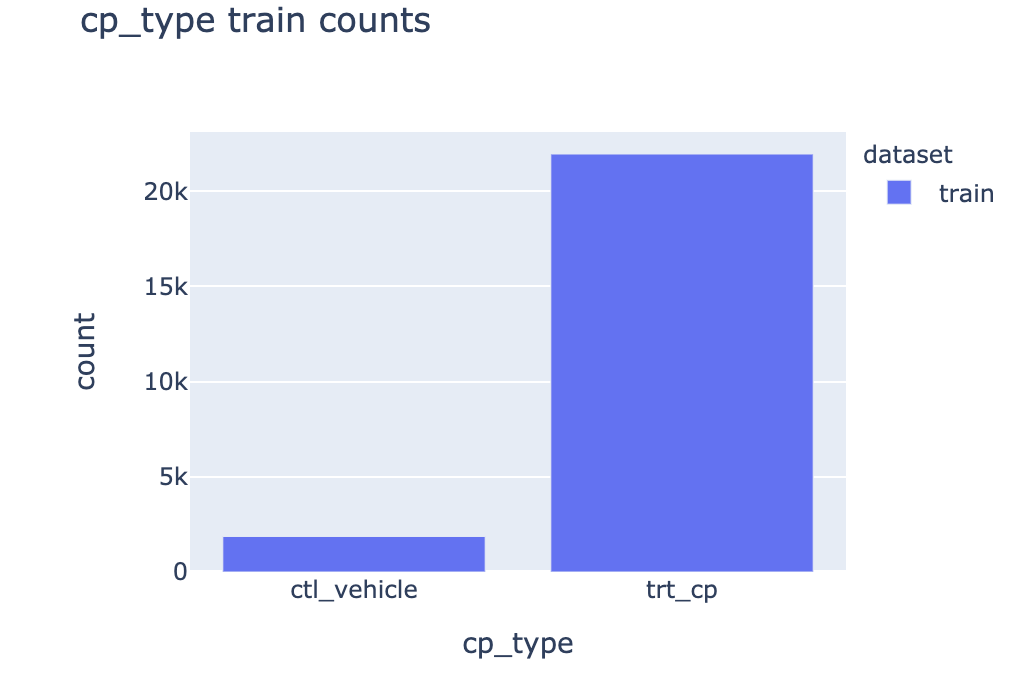 cp_type train counts
dataset
train
20k
15k
10k
5k
0
count
ctl_vehicle
trt_cp
cp_type